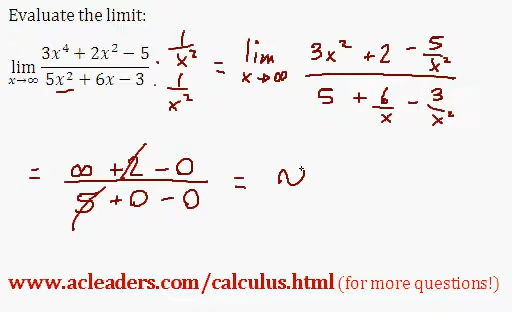 Evaluate the limit:
lim x→∞ (3x⁴ + 2x² − 5)/(5x² + 6x − 3) · (1/x²)/(1/x²) = lim x→∞ (3x² + 2 − 5/x²)/(5 + 6/x − 3/x²)
= (∞ + 2 − 0)/(5 + 0 − 0) =
www.acleaders.com/calculus.html (for more questions!)